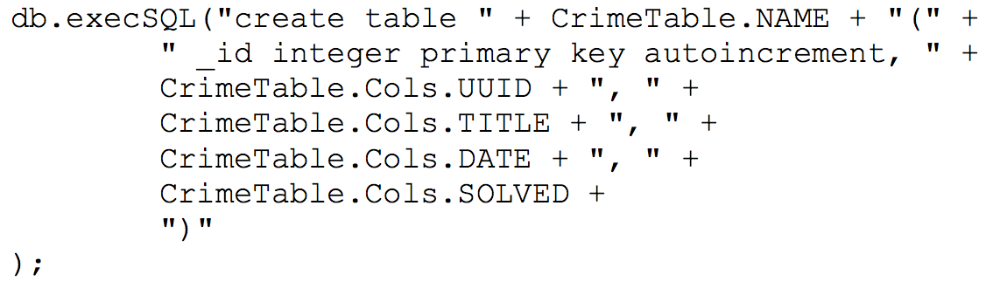 db.execSQL("create table " + CrimeTable.NAME + "(" +
" _id integer primary key autoincrement, " +
CrimeTable.Cols.UUID + ", " +
CrimeTable.Cols.TITLE + ", " +
CrimeTable.Cols.DATE + ", " +
CrimeTable.Cols.SOLVED +
")"
);